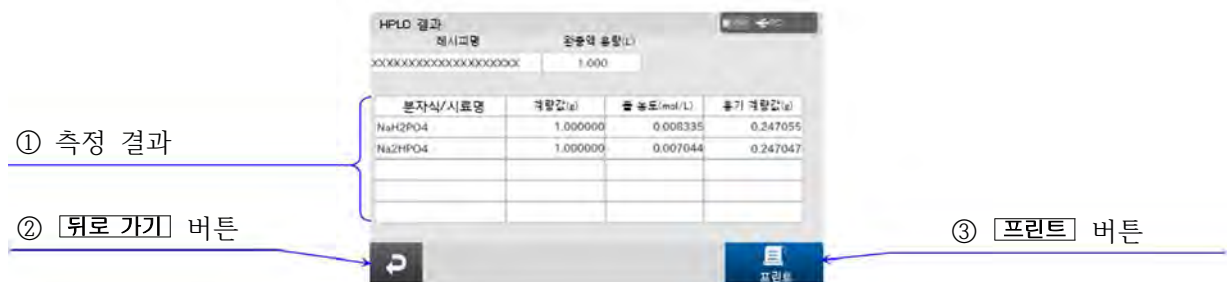 HPLC 결과
레시피명 완충액 용량(L)
XXXXXXXXXXXXXXXXXXXX 1.000
분자식/시료명 계량값(g) 몰 농도(mol/L) 용기 계량값(g)
NaH2PO4 1.000000 0.008335 0.247055
Na2HPO4 1.000000 0.007044 0.247047
① 측정 결과
② 뒤로 가기 버튼
③ 프린트 버튼
프린트